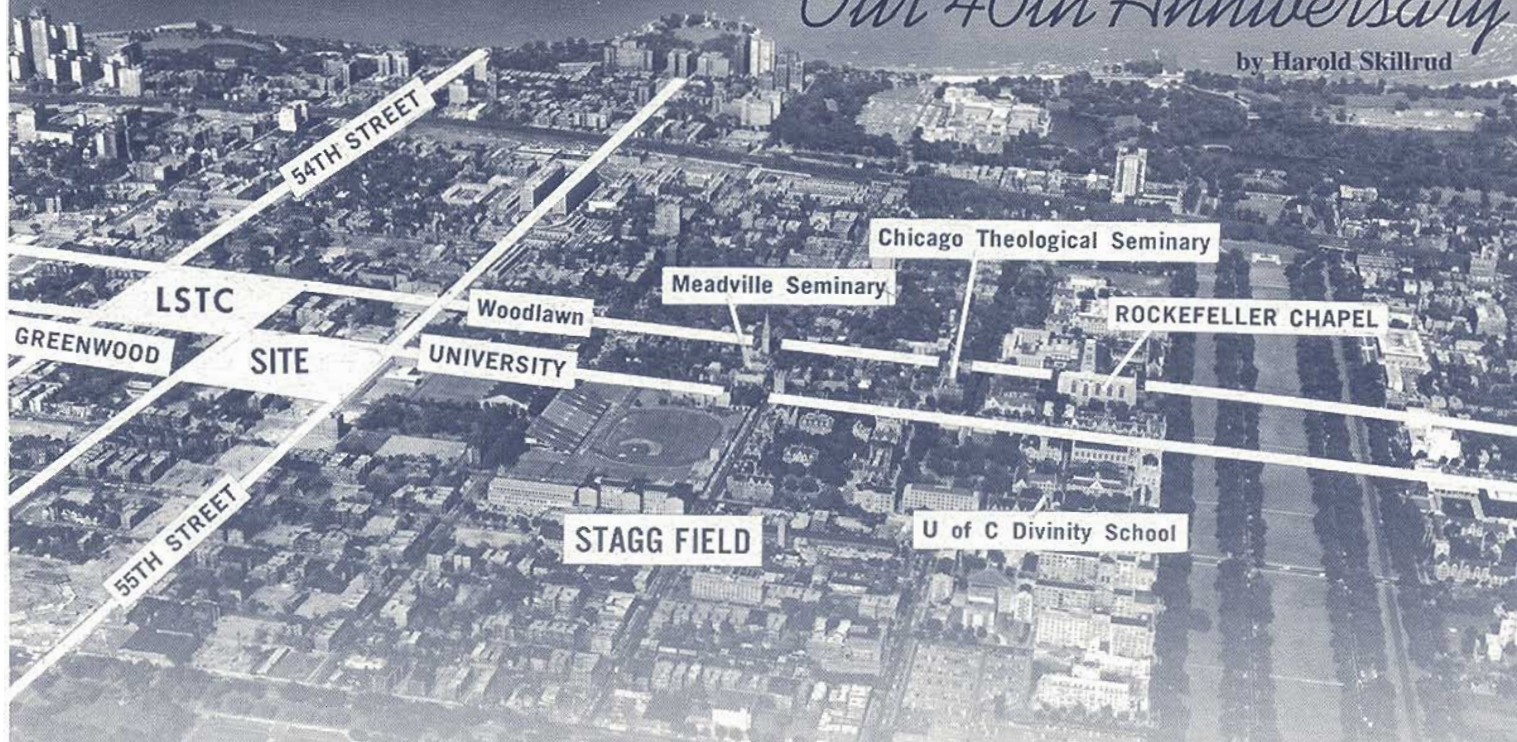 Our 40th Anniversary
by Harold Skillrud
54TH STREET
Chicago Theological Seminary
Meadville Seminary
LSTC
Woodlawn
ROCKEFELLER CHAPEL
GREENWOOD
SITE
UNIVERSITY
STAGG FIELD
U of C Divinity School
55TH STREET